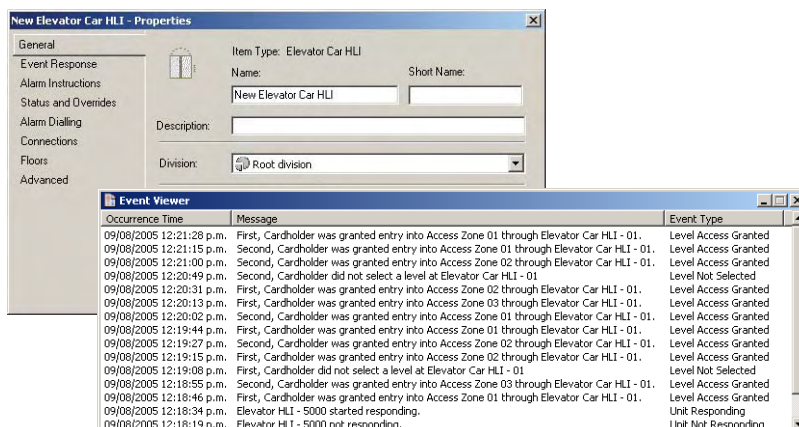 New Elevator Car HLI - Properties
General
Event Response
Alarm Instructions
Status and Overrides
Alarm Dialling
Connections
Floors
Advanced
Item Type: Elevator Car HLI
Name: Short Name:
New Elevator Car HLI
Description:
Division: Root division
Event Viewer
Occurrence Time Message Event Type
09/08/2005 12:21:28 p.m. First, Cardholder was granted entry into Access Zone 01 through Elevator Car HLI - 01. Level Access Granted
09/08/2005 12:21:15 p.m. Second, Cardholder was granted entry into Access Zone 01 through Elevator Car HLI - 01. Level Access Granted
09/08/2005 12:21:00 p.m. Second, Cardholder was granted entry into Access Zone 02 through Elevator Car HLI - 01. Level Access Granted
09/08/2005 12:20:49 p.m. Second, Cardholder did not select a level at Elevator Car HLI - 01 Level Not Selected
09/08/2005 12:20:31 p.m. First, Cardholder was granted entry into Access Zone 02 through Elevator Car HLI - 01. Level Access Granted
09/08/2005 12:20:13 p.m. First, Cardholder was granted entry into Access Zone 03 through Elevator Car HLI - 01. Level Access Granted
09/08/2005 12:20:02 p.m. Second, Cardholder was granted entry into Access Zone 01 through Elevator Car HLI - 01. Level Access Granted
09/08/2005 12:19:44 p.m. First, Cardholder was granted entry into Access Zone 01 through Elevator Car HLI - 01. Level Access Granted
09/08/2005 12:19:27 p.m. Second, Cardholder was granted entry into Access Zone 02 through Elevator Car HLI - 01. Level Access Granted
09/08/2005 12:19:15 p.m. First, Cardholder was granted entry into Access Zone 02 through Elevator Car HLI - 01. Level Access Granted
09/08/2005 12:19:08 p.m. First, Cardholder did not select a level at Elevator Car HLI - 01 Level Not Selected
09/08/2005 12:18:55 p.m. Second, Cardholder was granted entry into Access Zone 03 through Elevator Car HLI - 01. Level Access Granted
09/08/2005 12:18:46 p.m. First, Cardholder was granted entry into Access Zone 01 through Elevator Car HLI - 01. Level Access Granted
09/08/2005 12:18:34 p.m. Elevator HLI - 5000 started responding. Unit Responding
09/08/2005 12:18:19 p.m. Elevator HLI - 5000 not responding. Unit Not Responding